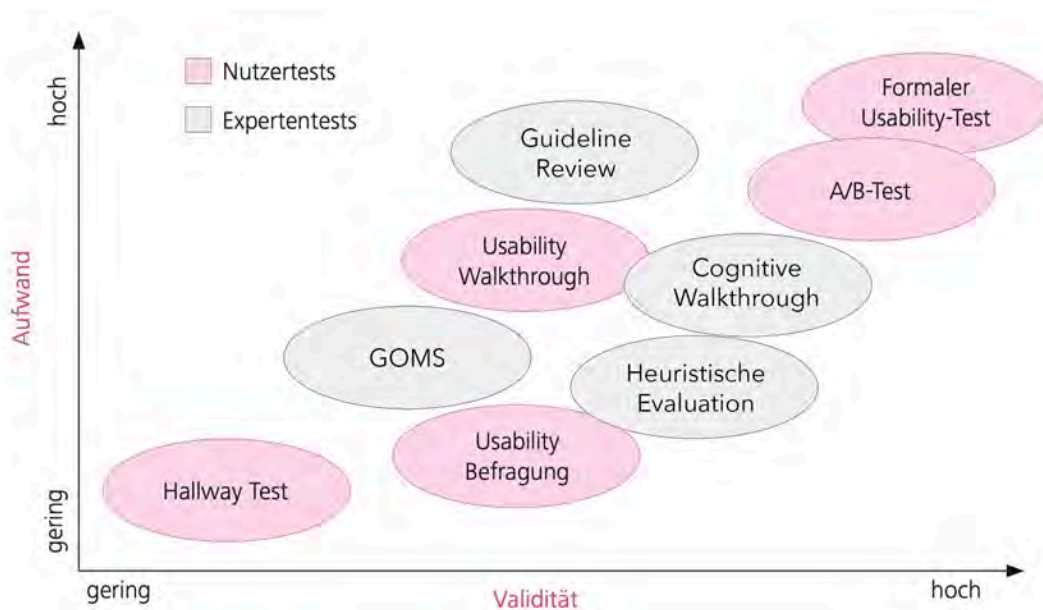 hoch
Nutzertests
Expertentests
Formaler
Usability-Test
Guideline
Review
A/B-Test
Usability
Walkthrough
Cognitive
Walkthrough
Aufwand
GOMS
Heuristische
Evaluation
Usability
Befragung
Hallway Test
gering
gering
Validität
hoch